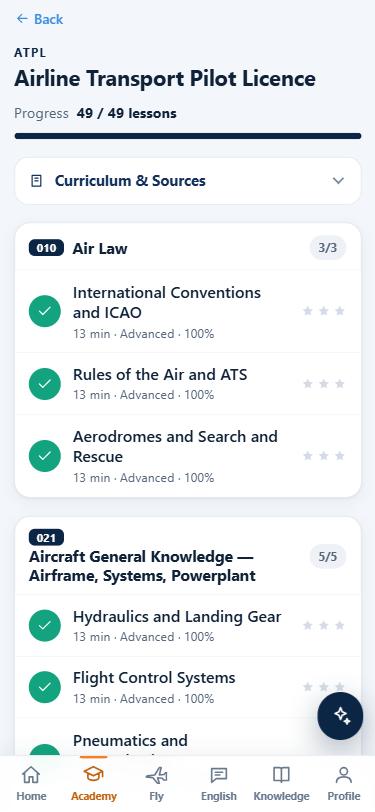 Back
ATPL
Airline Transport Pilot Licence
Progress 49 / 49 lessons
Curriculum & Sources
010 Air Law 3/3
International Conventions
and ICAO
13 min · Advanced · 100%
Rules of the Air and ATS
13 min · Advanced · 100%
Aerodromes and Search and
Rescue
13 min · Advanced · 100%
021
Aircraft General Knowledge —
Airframe, Systems, Powerplant
5/5
Hydraulics and Landing Gear
13 min · Advanced · 100%
Flight Control Systems
13 min · Advanced · 100%
Pneumatics and
Home Academy Fly English Knowledge Profile